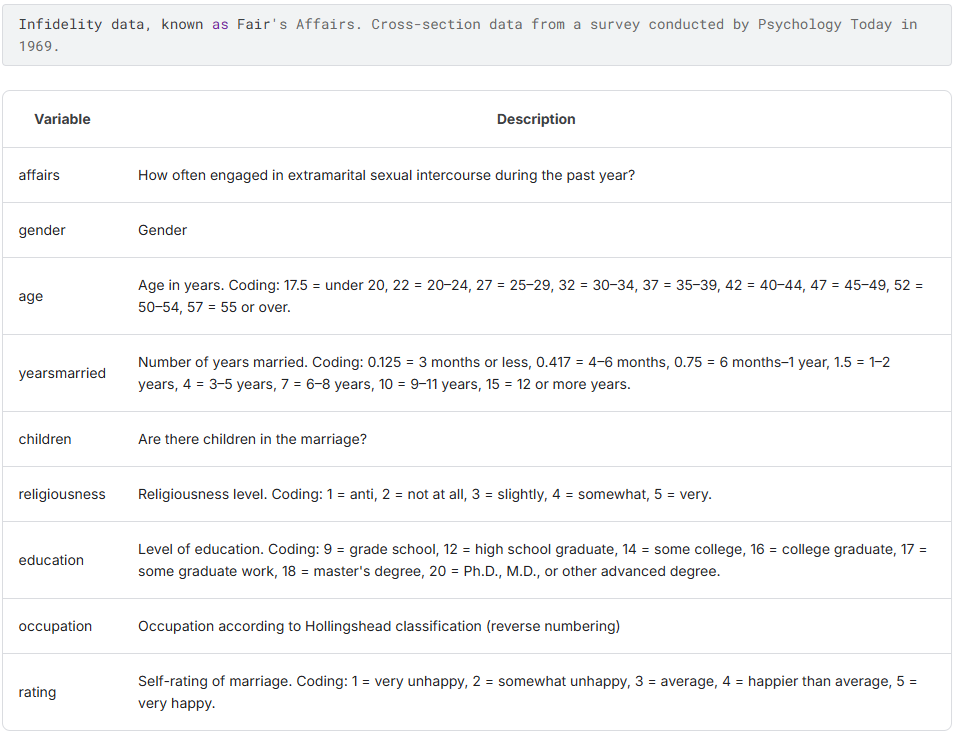 Infidelity data, known as Fair's Affairs. Cross-section data from a survey conducted by Psychology Today in
1969.
Variable Description
affairs How often engaged in extramarital sexual intercourse during the past year?
gender Gender
age Age in years. Coding: 17.5 = under 20, 22 = 20–24, 27 = 25–29, 32 = 30–34, 37 = 35–39, 42 = 40–44, 47 = 45–49, 52 =
50–54, 57 = 55 or over.
yearsmarried Number of years married. Coding: 0.125 = 3 months or less, 0.417 = 4–6 months, 0.75 = 6 months–1 year, 1.5 = 1–2
years, 4 = 3–5 years, 7 = 6–8 years, 10 = 9–11 years, 15 = 12 or more years.
children Are there children in the marriage?
religiousness Religiousness level. Coding: 1 = anti, 2 = not at all, 3 = slightly, 4 = somewhat, 5 = very.
education Level of education. Coding: 9 = grade school, 12 = high school graduate, 14 = some college, 16 = college graduate, 17 =
some graduate work, 18 = master's degree, 20 = Ph.D., M.D., or other advanced degree.
occupation Occupation according to Hollingshead classification (reverse numbering)
rating Self-rating of marriage. Coding: 1 = very unhappy, 2 = somewhat unhappy, 3 = average, 4 = happier than average, 5 =
very happy.